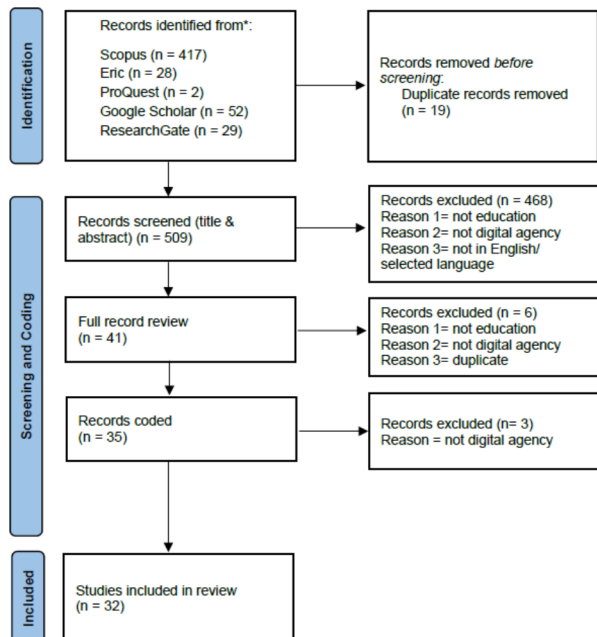 Identification
Records identified from*:
Scopus (n = 417)
Eric (n = 28)
ProQuest (n = 2)
Google Scholar (n = 52)
ResearchGate (n = 29)
Records removed before
screening:
Duplicate records removed
(n = 19)
Screening and Coding
Records screened (title &
abstract) (n = 509)
Records excluded (n = 468)
Reason 1= not education
Reason 2= not digital agency
Reason 3= not in English/
selected language
Full record review
(n = 41)
Records excluded (n = 6)
Reason 1= not education
Reason 2= not digital agency
Reason 3= duplicate
Records coded
(n = 35)
Records excluded (n= 3)
Reason = not digital agency
Included
Studies included in review
(n = 32)